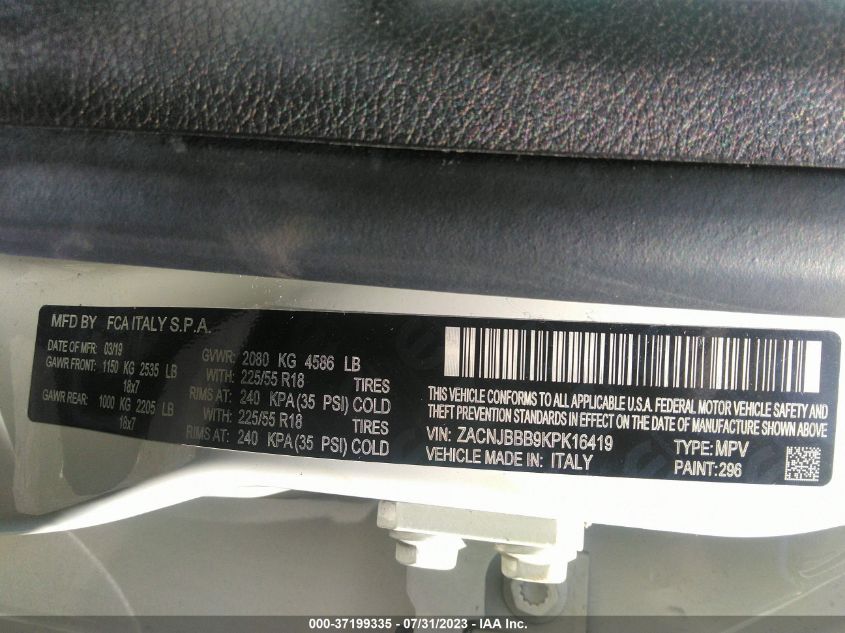 MFD BY FCA ITALY S.P.A.
DATE OF MFR: 03/19 GVWR: 2080 KG 4586 LB
GAWR FRONT: 1150 KG 2535 LB WITH: 225/55 R18 TIRES
18x7 RIMS AT: 240 KPA (35 PSI) COLD
GAWR REAR: 1000 KG 2205 LB WITH: 225/55 R18 TIRES
18x7 RIMS AT: 240 KPA (35 PSI) COLD
THIS VEHICLE CONFORMS TO ALL APPLICABLE U.S.A. FEDERAL MOTOR VEHICLE SAFETY AND
THEFT PREVENTION STANDARDS IN EFFECT ON THE DATE OF MANUFACTURE SHOWN ABOVE.
VIN: ZACNJBBB9KPK16419 TYPE: MPV
VEHICLE MADE IN: ITALY PAINT: 296
000-37199335 - 07/31/2023 - IAA Inc.